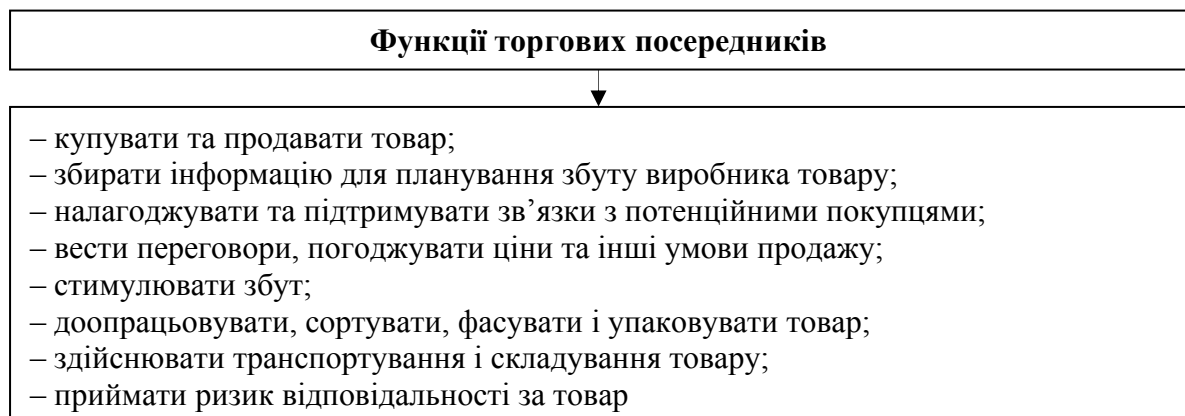 Функції торгових посередників
– купувати та продавати товар;
– збирати інформацію для планування збуту виробника товару;
– налагоджувати та підтримувати зв’язки з потенційними покупцями;
– вести переговори, погоджувати ціни та інші умови продажу;
– стимулювати збут;
– доопрацьовувати, сортувати, фасувати і упаковувати товар;
– здійснювати транспортування і складування товару;
– приймати ризик відповідальності за товар